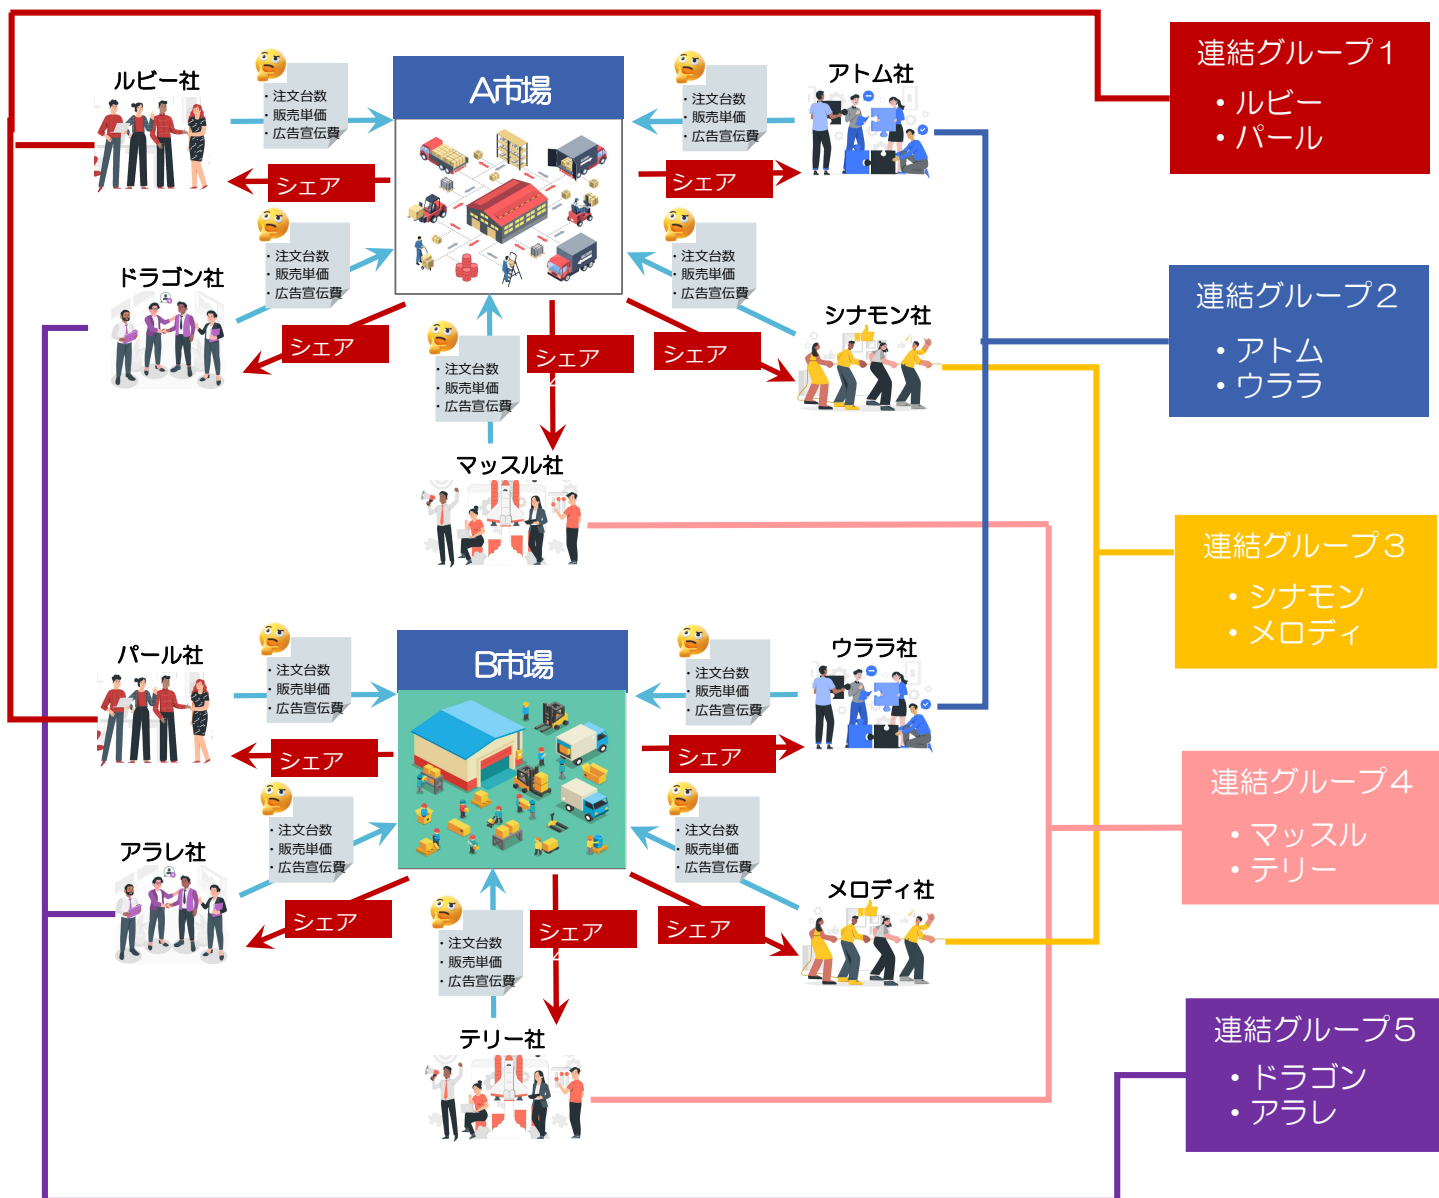 ルビー社
・注文台数
・販売単価
・広告宣伝費
シェア
A市場
・注文台数
・販売単価
・広告宣伝費
シェア
アトム社
ドラゴン社
・注文台数
・販売単価
・広告宣伝費
シェア
・注文台数
・販売単価
・広告宣伝費
シェア
・注文台数
・販売単価
・広告宣伝費
シェア
シナモン社
マッスル社
パール社
・注文台数
・販売単価
・広告宣伝費
シェア
B市場
・注文台数
・販売単価
・広告宣伝費
シェア
ウララ社
アラレ社
・注文台数
・販売単価
・広告宣伝費
シェア
・注文台数
・販売単価
・広告宣伝費
シェア
・注文台数
・販売単価
・広告宣伝費
シェア
メロディ社
テリー社
連結グループ１
・ルビー
・パール
連結グループ２
・アトム
・ウララ
連結グループ３
・シナモン
・メロディ
連結グループ４
・マッスル
・テリー
連結グループ５
・ドラゴン
・アラレ